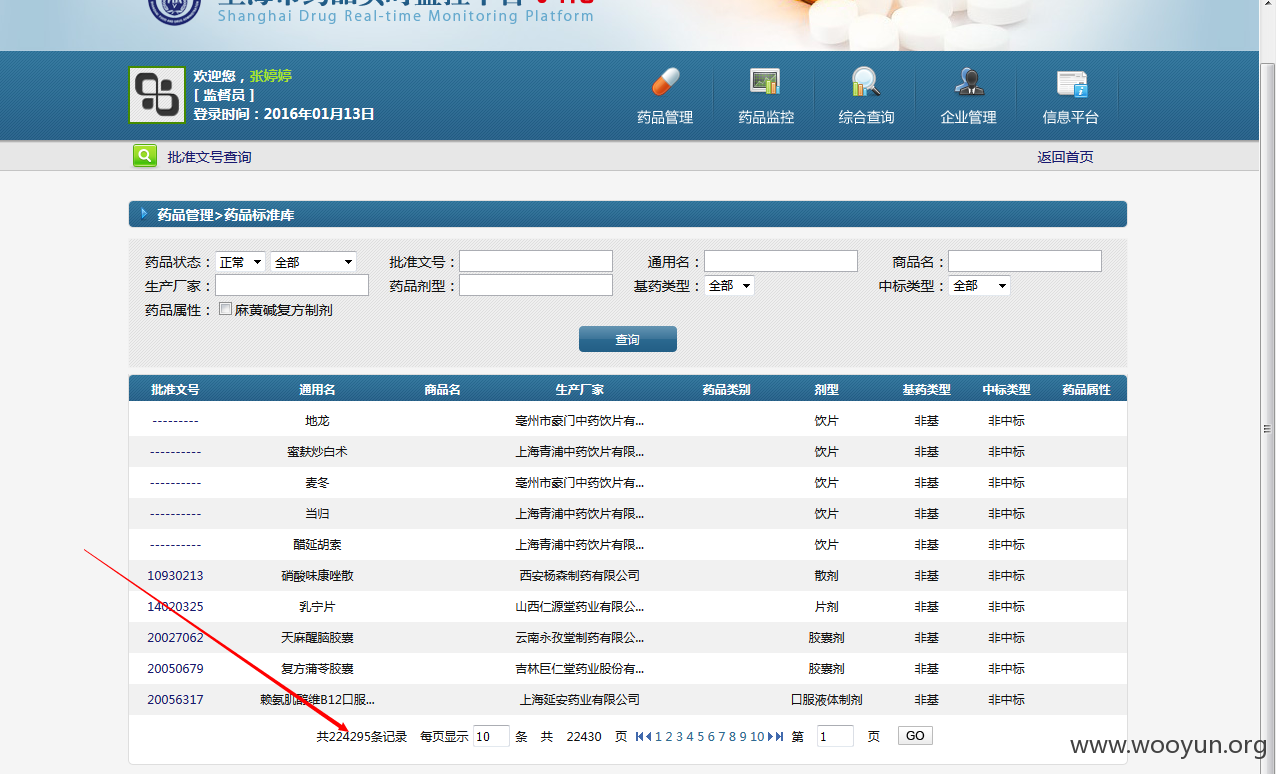 Shanghai Drug Real-time Monitoring Platform
欢迎您，张婷婷
[ 监督员 ]
登录时间：2016年01月13日
药品管理 药品监控 综合查询 企业管理 信息平台
批准文号查询 返回首页
药品管理>药品标准库
药品状态： 正常 全部 批准文号： 通用名： 商品名：
生产厂家： 药品剂型： 基药类型： 全部 中标类型： 全部
药品属性： 麻黄碱复方制剂
查询
批准文号 通用名 商品名 生产厂家 药品类别 剂型 基药类型 中标类型 药品属性
--------- 地龙 亳州市豪门中药饮片有... 饮片 非基 非中标
---------- 蜜麸炒白术 上海青浦中药饮片有限... 饮片 非基 非中标
---------- 麦冬 亳州市豪门中药饮片有... 饮片 非基 非中标
---------- 当归 上海青浦中药饮片有限... 饮片 非基 非中标
---------- 醋延胡索 上海青浦中药饮片有限... 饮片 非基 非中标
10930213 硝酸咪康唑散 西安杨森制药有限公司 散剂 非基 非中标
14020325 乳宁片 山西仁源堂药业有限公... 片剂 非基 非中标
20027062 天麻醒脑胶囊 云南永孜堂制药有限公... 胶囊剂 非基 非中标
20050679 复方蒲芩胶囊 吉林巨仁堂药业股份有... 胶囊剂 非基 非中标
20056317 赖氨肌醇维B12口服... 上海延安药业有限公司 口服液体制剂 非基 非中标
共224295条记录 每页显示 10 条 共 22430 页 1 2 3 4 5 6 7 8 9 10 第 1 页 GO
www.wooyun.org